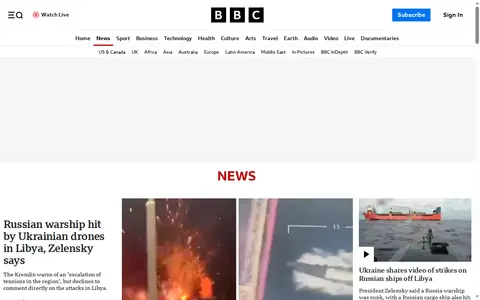 Watch Live
BBC
Subscribe
Sign In
Home News Sport Business Technology Health Culture Arts Travel Earth Audio Video Live Documentaries
US & Canada UK Africa Asia Australia Europe Latin America Middle East In Pictures BBC InDepth BBC Verify
NEWS
Russian warship hit
by Ukrainian drones
in Libya, Zelensky
says
The Kremlin warns of an "escalation of
tensions in the region", but declines to
comment directly on the attacks in Libya.
15
Ukraine shares video of strikes on
Russian ships off Libya
President Zelensky said a Russia warship
was sunk, with a Russian cargo ship also hit.